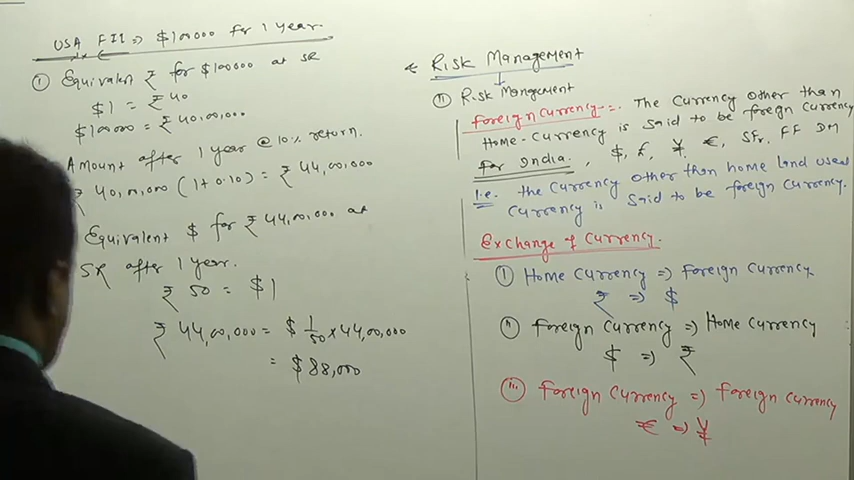 USA FII => $100000 for 1 year.
① Equivalent ₹ for $100000 at SR
$1 = ₹40
$100000 = ₹40,00,000
Amount after 1 year @ 10% return.
₹ 40,00,000 (1+0.10) = ₹ 44,00,000
Equivalent $ for ₹44,00,000 at
SR after 1 year.
₹ 50 = $1
₹ 44,00,000 = $ 1/50 × 44,00,000
= $88,000
Risk Management
⑪ Risk Mangement
Foreign Currency:-. The Currency other than
Home-Currency is said to be foreign Currency
for India. , $, £, ¥, €, SFr, FF DM
i.e. the Currency other than home Land used
Currency is said to be foreign Currency.
Exchange of Currency.
① Home Currency => Foreign Currency
₹ => $
⑪ Foreign Currency => Home Currency
$ => ₹
iii. Foreign Currency => Foreign Currency
€ => ¥